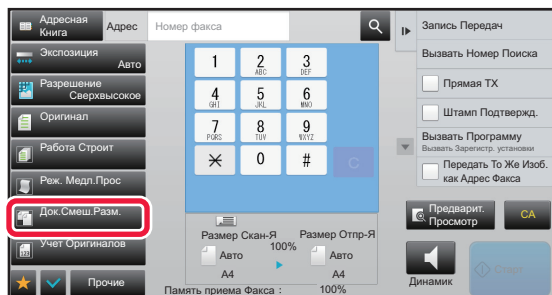 Адресная
Книга
Адрес
Номер факса
Экспозиция
Авто
Разрешение
Сверхвысокое
Оригинал
Работа Строит
Реж. Медл.Прос
Док.Смеш.Разм.
Учет Оригиналов
Прочие
1
2
ABC
3
DEF
4
GHI
5
JKL
6
MNO
7
PQRS
8
TUV
9
WXYZ
0
#
C
Размер Скан-Я
Размер Отпр-Я
100%
Авто
Авто
A4
A4
Память приема Факса :
100%
Запись Передач
Вызвать Номер Поиска
Прямая TX
Штамп Подтвержд.
Вызвать Программу
Вызвать Зарегистр. установки
Передать То Же Изоб.
как Адрес Факса
Предварит.
Просмотр
CA
Динамик
Старт